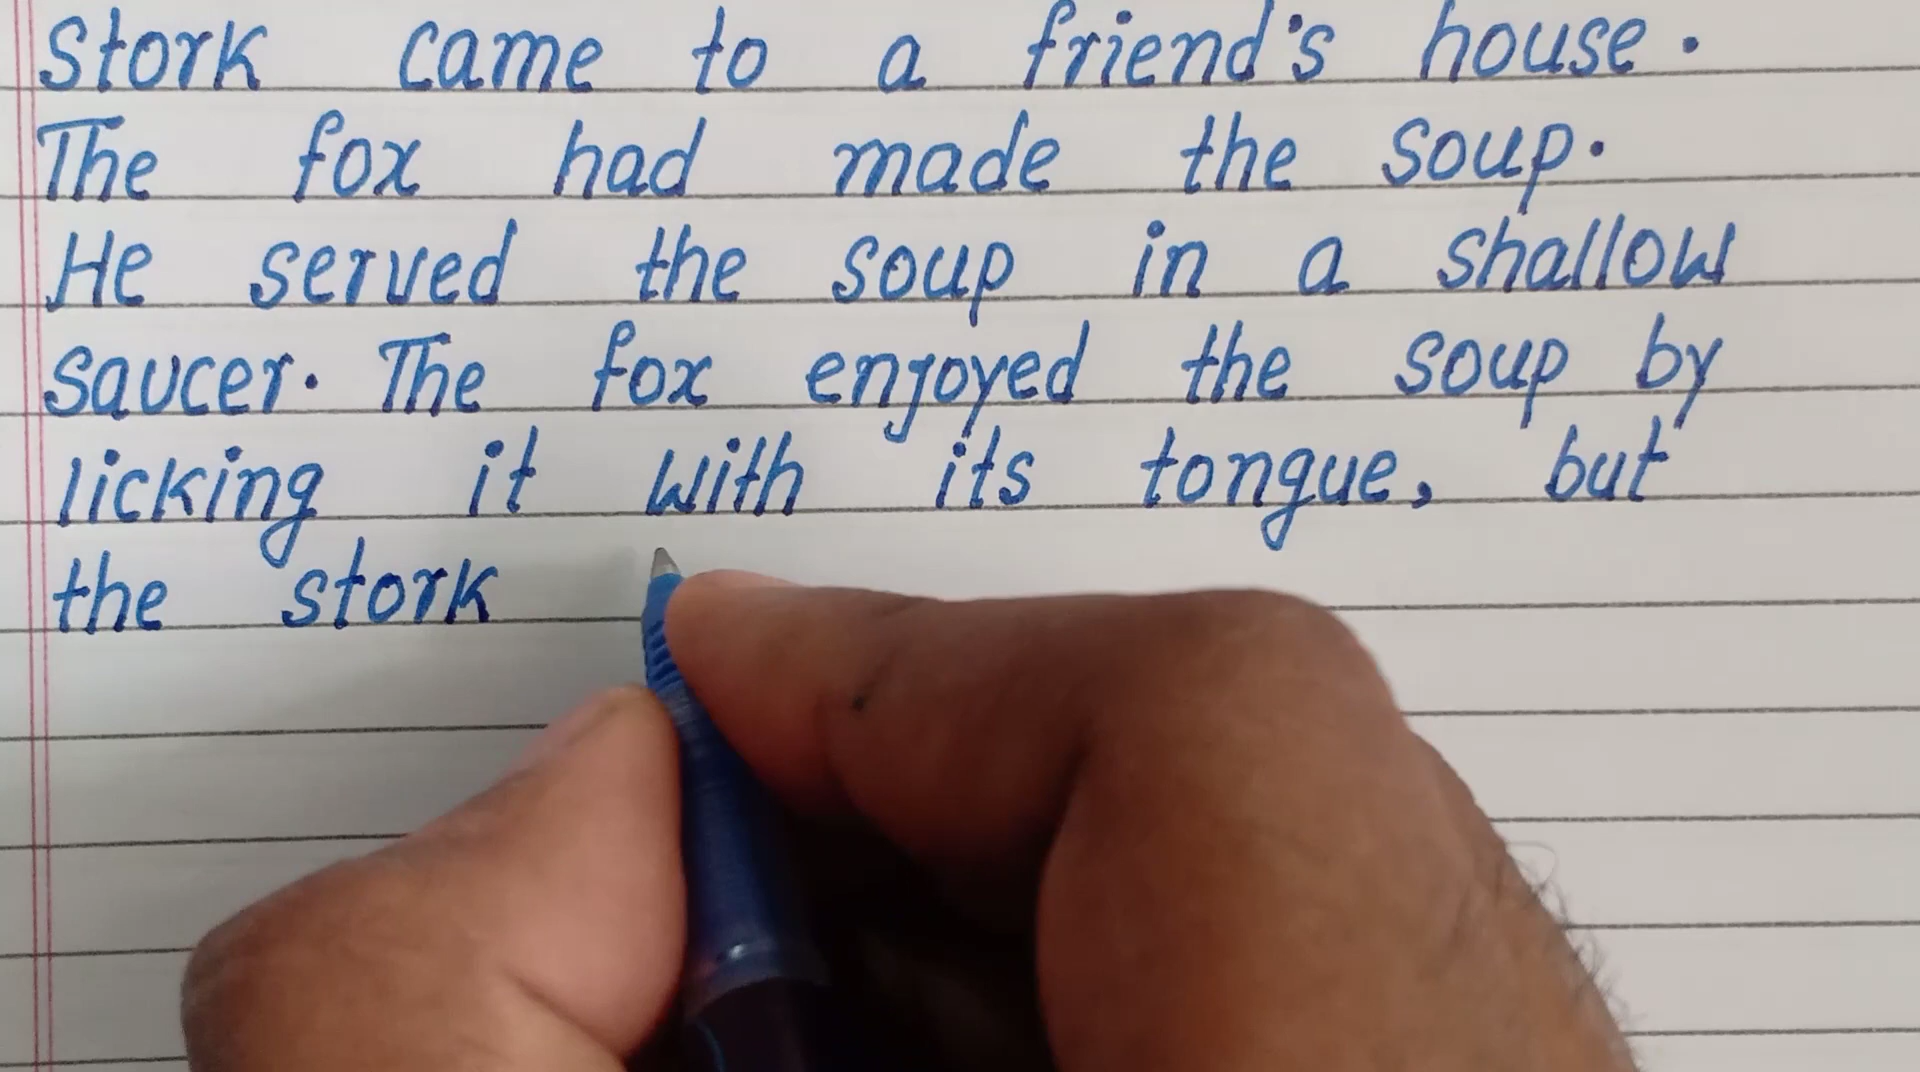 stork came to a friend's house.
The fox had made the soup.
He served the soup in a shallow
saucer. The fox enjoyed the soup by
licking it with its tongue, but
the stork